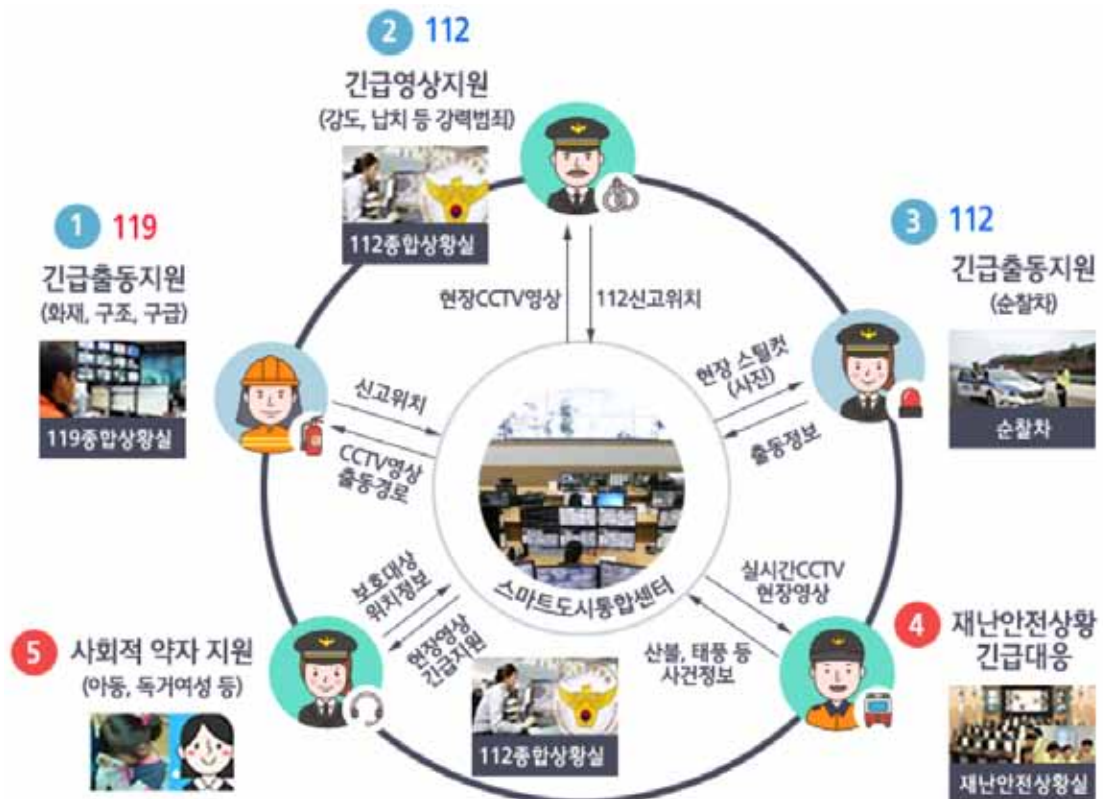 2 112
긴급영상지원
(강도, 납치 등 강력범죄)
112종합상황실
1 119
긴급출동지원
(화재, 구조, 구급)
119종합상황실
3 112
긴급출동지원
(순찰차)
순찰차
현장CCTV영상
112신고위치
신고위치
CCTV영상
출동경로
현장 스틸컷
(사진)
출동정보
스마트도시통합센터
보호대상
위치정보
현장영상
긴급지원
실시간CCTV
현장영상
산불, 태풍 등
사건정보
5 사회적 약자 지원
(아동, 독거여성 등)
112종합상황실
4 재난안전상황
긴급대응
재난안전상황실